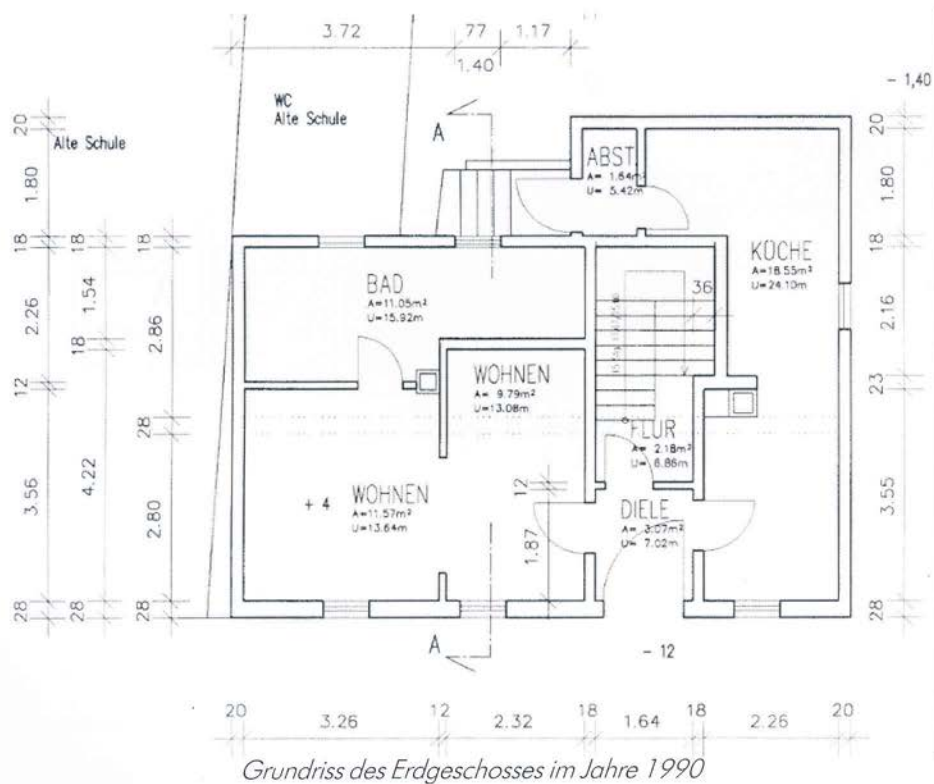 3.72 77 1.17
1.40
- 1,40
WC
Alte Schule
Alte Schule
A
ABST.
A= 1.64m²
U= 5.42m
KÜCHE
A=18.55m²
U=24.10m
BAD
A=11.05m²
U=15.92m
36
WOHNEN
A= 9.79m²
U=13.08m
FLUR
A= 2.18m²
U= 6.86m
+ 4 WOHNEN
A=11.57m²
U=13.64m
DIELE
A= 3.07m²
U= 7.02m
12
1.87
A
- 12
20
1.80
18
2.26
12
3.56
28
18
1.54
18
4.22
28
18
2.86
28
2.80
28
20
1.80
18
2.16
23
3.55
28
20 3.26 12 2.32 18 1.64 18 2.26 20
Grundriss des Erdgeschosses im Jahre 1990